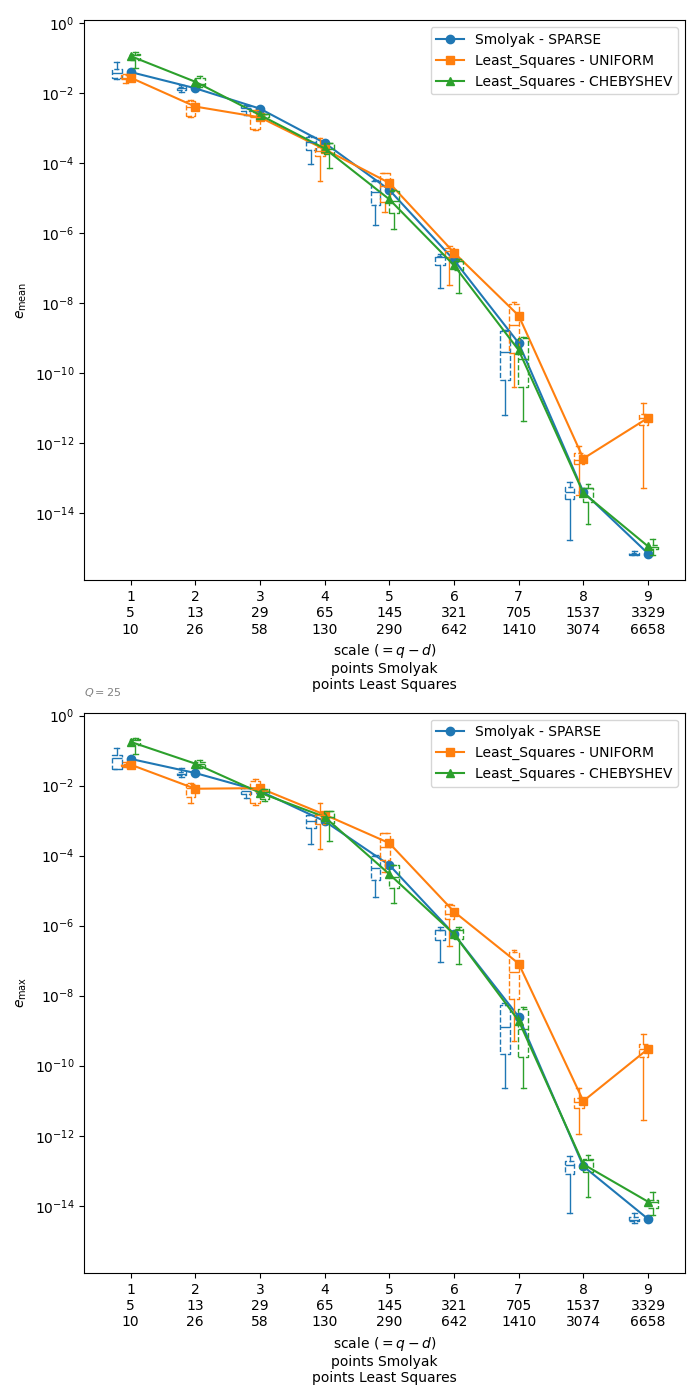 10^0
10^-2
10^-4
10^-6
10^-8
10^-10
10^-12
10^-14
e_mean
Smolyak - SPARSE
Least_Squares - UNIFORM
Least_Squares - CHEBYSHEV
1 2 3 4 5 6 7 8 9
5 13 29 65 145 321 705 1537 3329
10 26 58 130 290 642 1410 3074 6658
scale (= q − d)
points Smolyak
points Least Squares
Q = 25
10^0
10^-2
10^-4
10^-6
10^-8
10^-10
10^-12
10^-14
e_max
Smolyak - SPARSE
Least_Squares - UNIFORM
Least_Squares - CHEBYSHEV
1 2 3 4 5 6 7 8 9
5 13 29 65 145 321 705 1537 3329
10 26 58 130 290 642 1410 3074 6658
scale (= q − d)
points Smolyak
points Least Squares